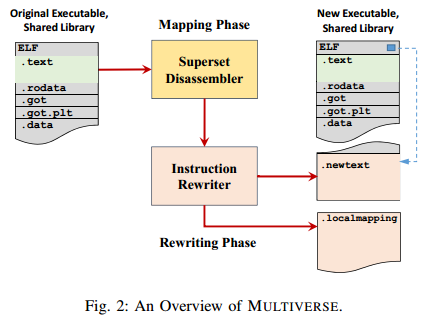 Original Executable,
Shared Library
ELF
.text
.rodata
.got
.got.plt
.data
Mapping Phase
Superset
Disassembler
Instruction
Rewriter
Rewriting Phase
New Executable,
Shared Library
ELF
.text
.rodata
.got
.got.plt
.data
.newtext
.localmapping
Fig. 2: An Overview of MULTIVERSE.